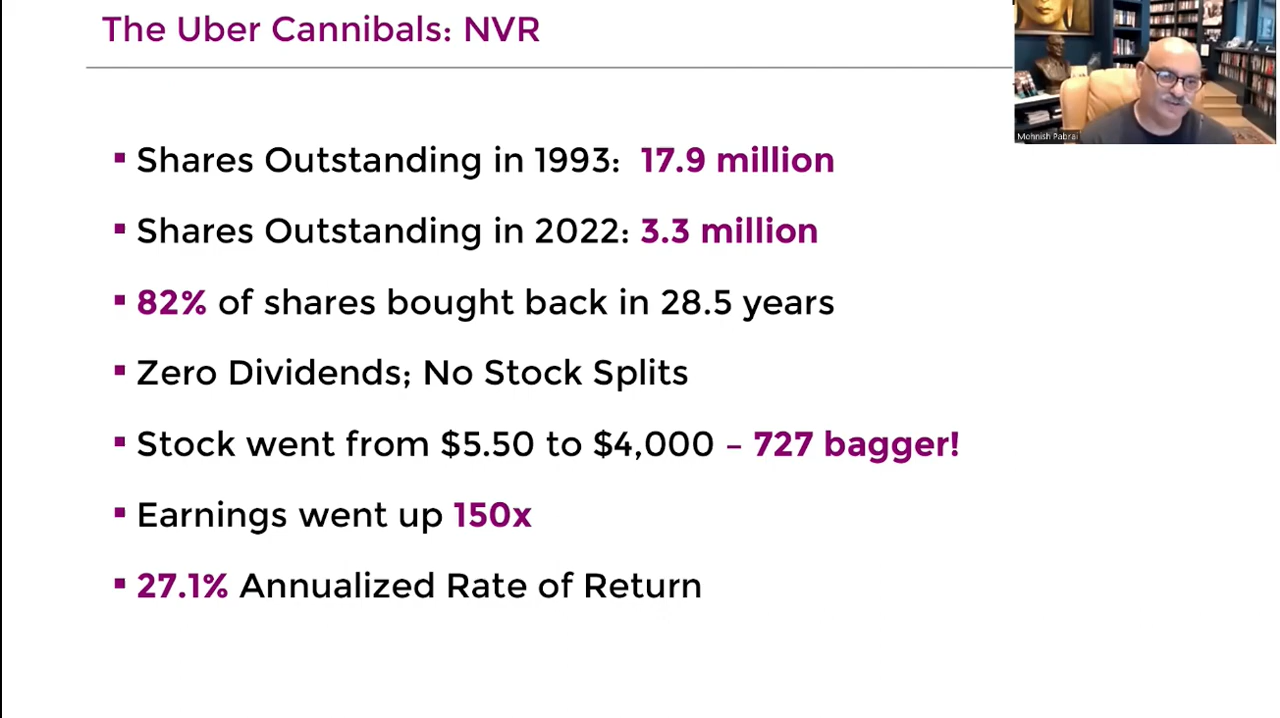 The Uber Cannibals: NVR
Mohnish Pabrai
▪ Shares Outstanding in 1993: 17.9 million
▪ Shares Outstanding in 2022: 3.3 million
▪ 82% of shares bought back in 28.5 years
▪ Zero Dividends; No Stock Splits
▪ Stock went from $5.50 to $4,000 – 727 bagger!
▪ Earnings went up 150x
▪ 27.1% Annualized Rate of Return